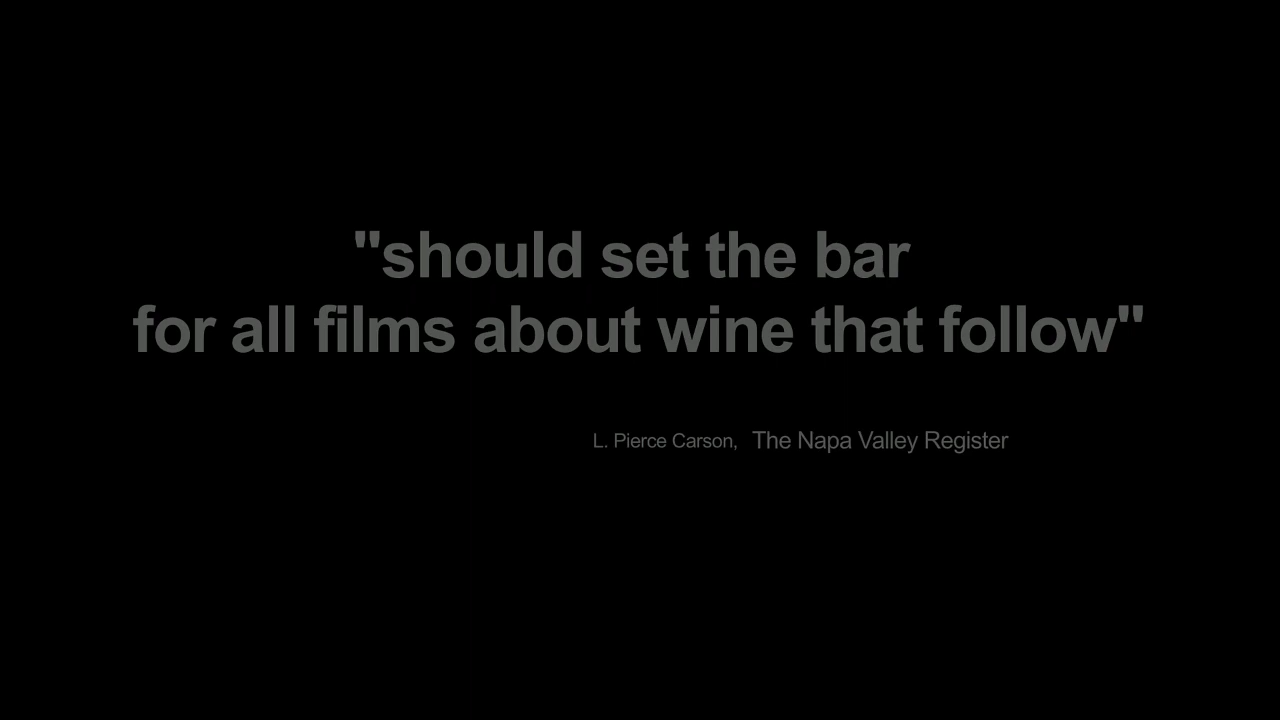 "should set the bar
for all films about wine that follow"
L. Pierce Carson, The Napa Valley Register